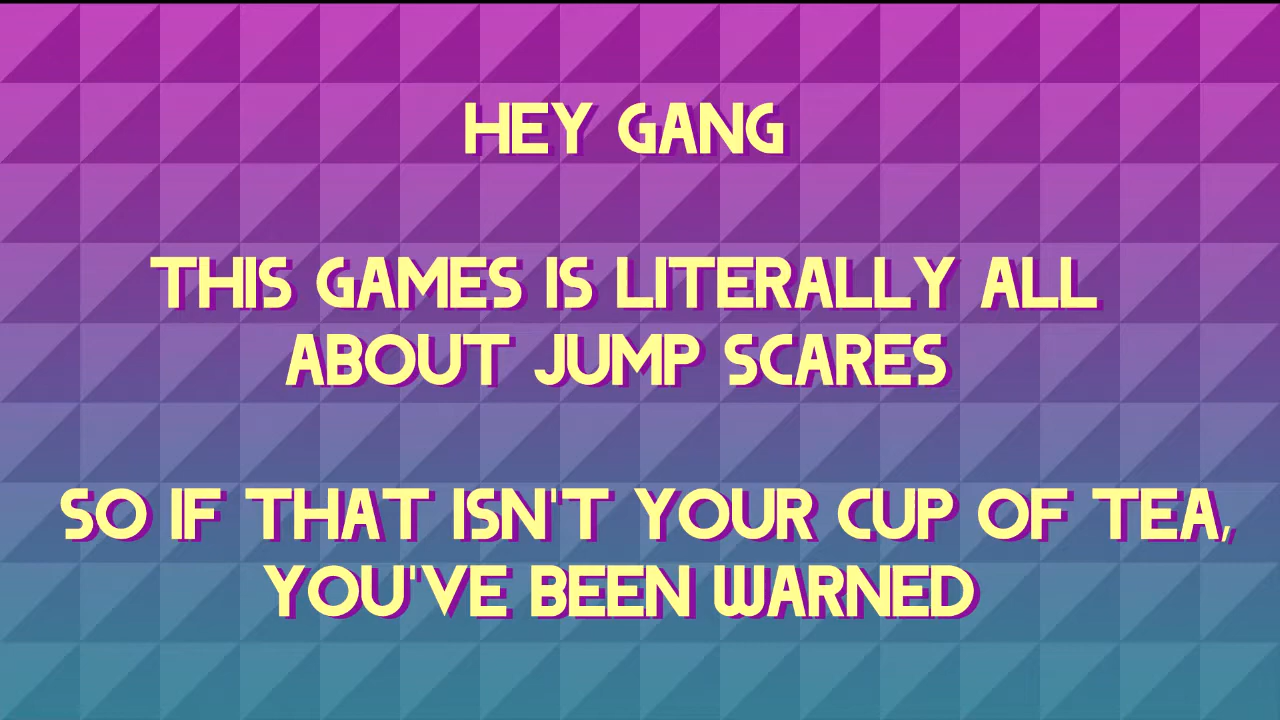 HEY GANG
THIS GAMES IS LITERALLY ALL
ABOUT JUMP SCARES
SO IF THAT ISN'T YOUR CUP OF TEA,
YOU'VE BEEN WARNED